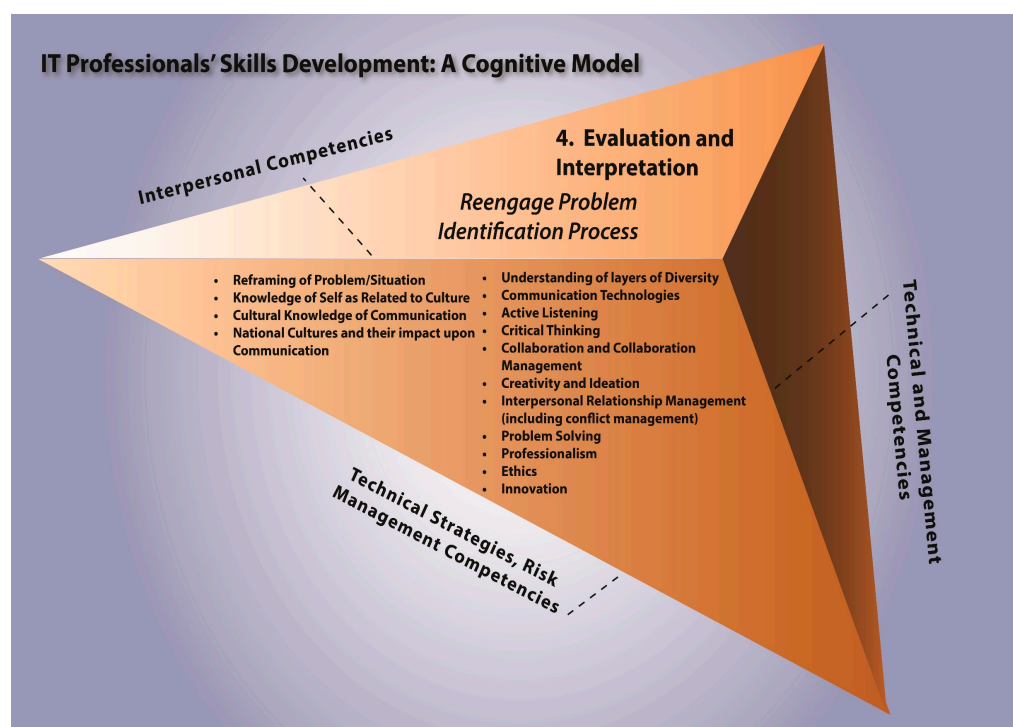 IT Professionals' Skills Development: A Cognitive Model
Interpersonal Competencies
4. Evaluation and
Interpretation
Reengage Problem
Identification Process
• Reframing of Problem/Situation
• Knowledge of Self as Related to Culture
• Cultural Knowledge of Communication
• National Cultures and their impact upon
Communication
• Understanding of layers of Diversity
• Communication Technologies
• Active Listening
• Critical Thinking
• Collaboration and Collaboration
Management
• Creativity and Ideation
• Interpersonal Relationship Management
(including conflict management)
• Problem Solving
• Professionalism
• Ethics
• Innovation
Technical and Management
Competencies
Technical Strategies, Risk
Management Competencies